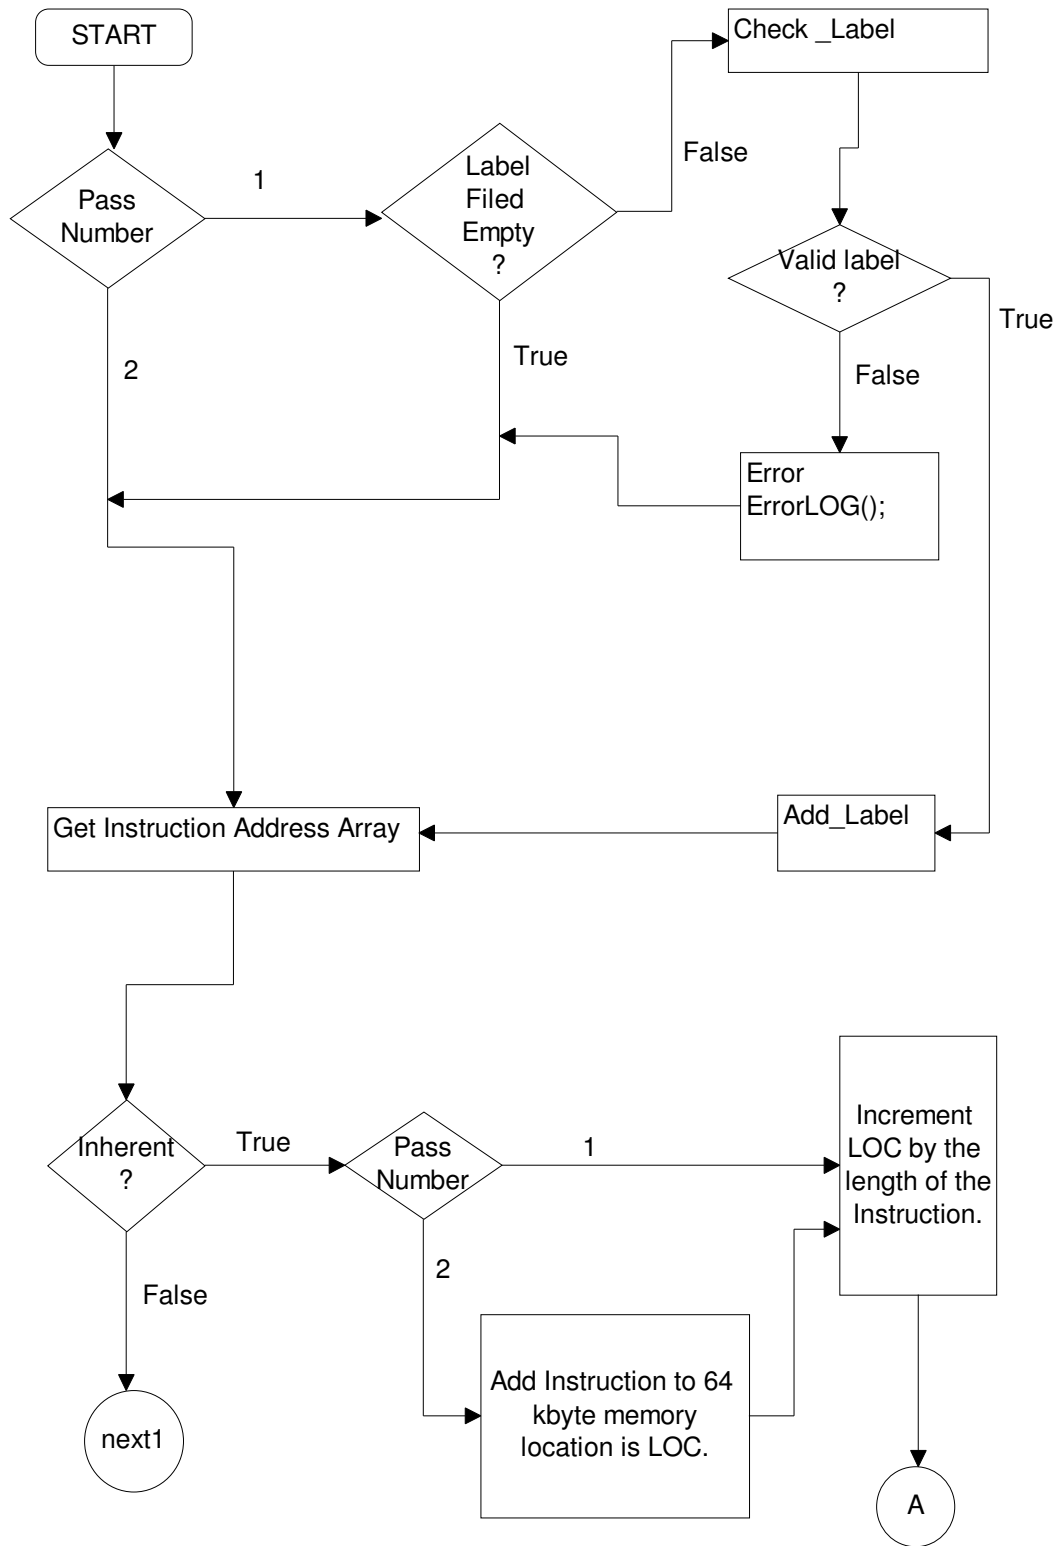 START
Check _Label
False
Label
Filed
Empty
?
1
Pass
Number
Valid label
?
True
True
2
False
Error
ErrorLOG();
Get Instruction Address Array
Add_Label
Increment
LOC by the
length of the
Instruction.
Inherent
?
True
Pass
Number
1
2
False
Add Instruction to 64
kbyte memory
location is LOC.
next1
A